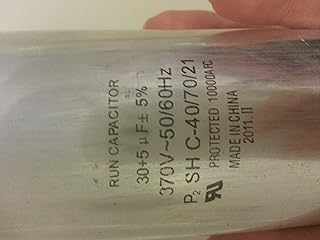 RUN CAPACITOR
30+5 µF± 5%
370V~50/60Hz
P2 SH C-40/70/21
PROTECTED 10000AFC
MADE IN CHINA
2011.II